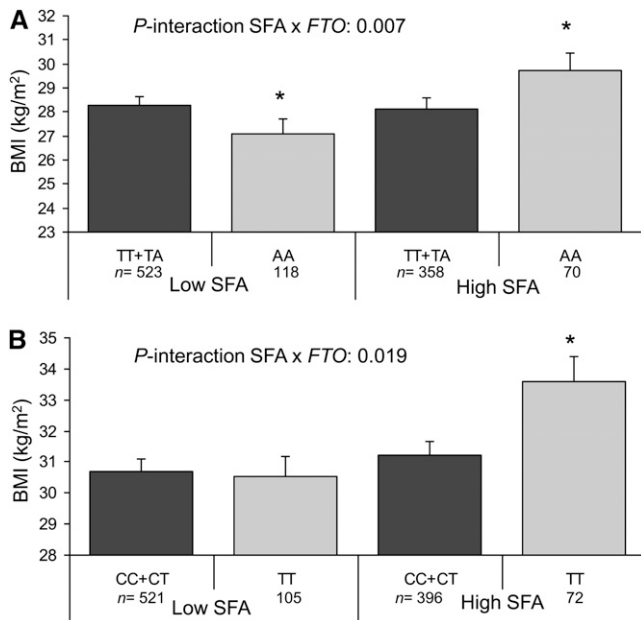 A
P-interaction SFA x FTO: 0.007
*
*
BMI (kg/m²)
32
31
30
29
28
27
26
25
24
23
TT+TA AA TT+TA AA
n= 523 118 n= 358 70
Low SFA High SFA
B
P-interaction SFA x FTO: 0.019
*
BMI (kg/m²)
35
34
33
32
31
30
29
28
CC+CT TT CC+CT TT
n= 521 105 n= 396 72
Low SFA High SFA